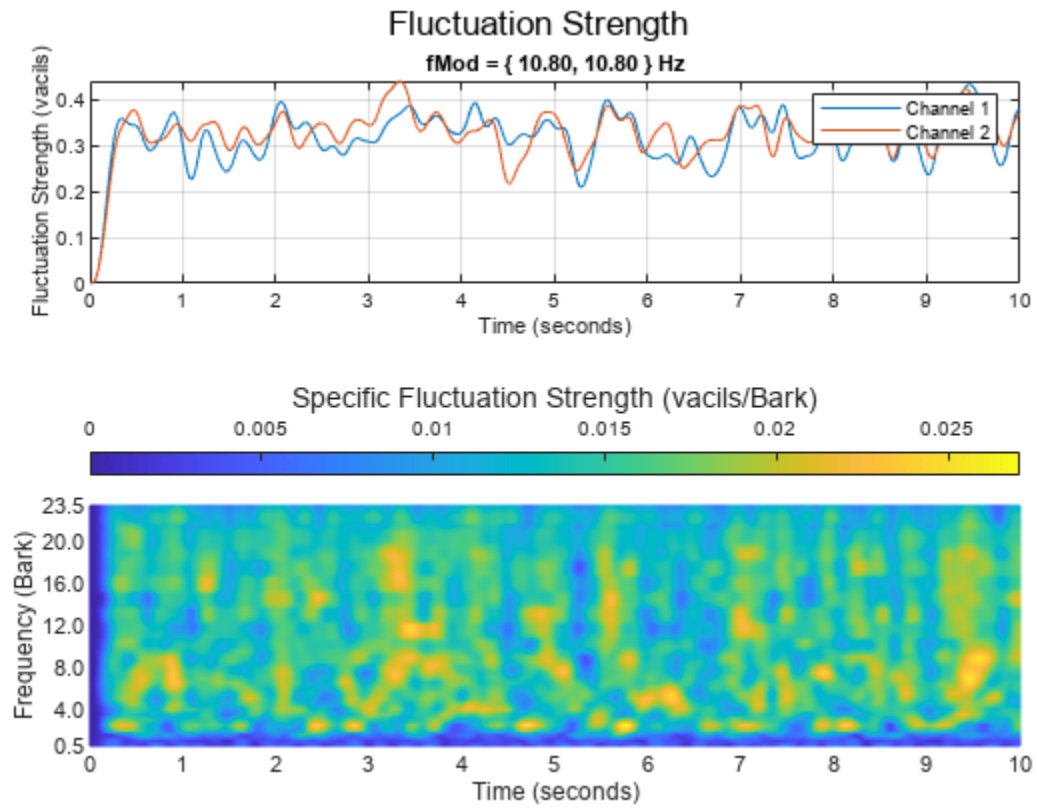 Fluctuation Strength
fMod = { 10.80, 10.80 } Hz
Fluctuation Strength (vacils)
0.4
0.3
0.2
0.1
0
Channel 1
Channel 2
0 1 2 3 4 5 6 7 8 9 10
Time (seconds)
Specific Fluctuation Strength (vacils/Bark)
0 0.005 0.01 0.015 0.02 0.025
Frequency (Bark)
23.5
20.0
16.0
12.0
8.0
4.0
0.5
0 1 2 3 4 5 6 7 8 9 10
Time (seconds)